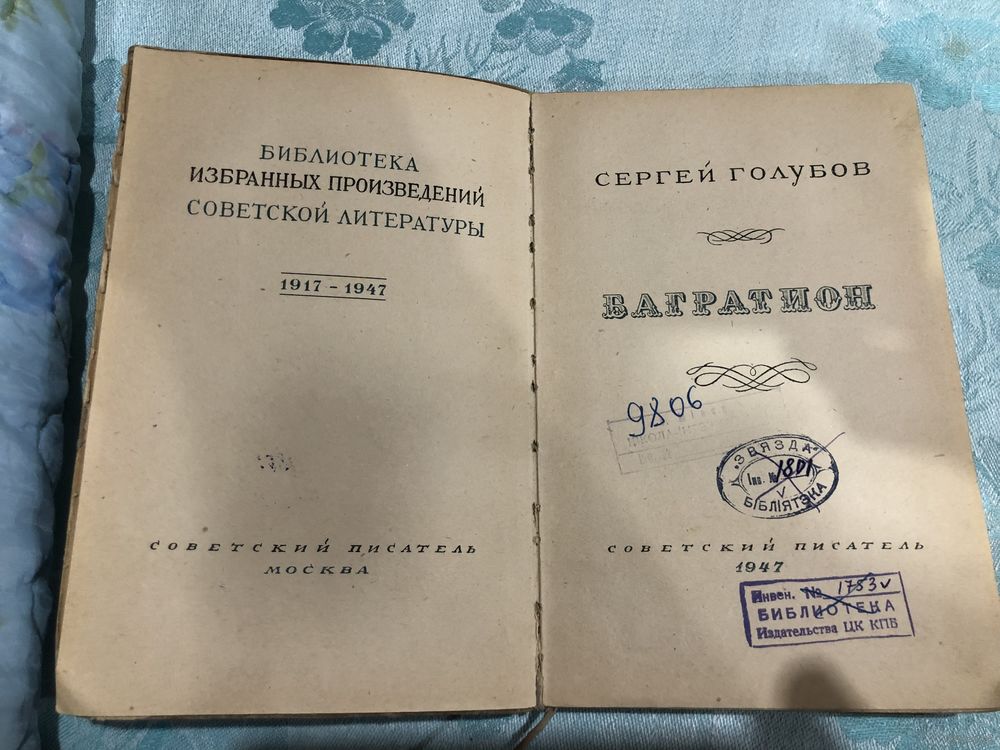 БИБЛИОТЕКА
ИЗБРАННЫХ ПРОИЗВЕДЕНИЙ
СОВЕТСКОЙ ЛИТЕРАТУРЫ
1917 - 1947
СОВЕТСКИЙ ПИСАТЕЛЬ
МОСКВА
СЕРГЕЙ ГОЛУБОВ
БАГРАТИОН
9806
"ЗВЯЗДА"
Інв. № 1801
БІБЛІЯТЭКА
СОВЕТСКИЙ ПИСАТЕЛЬ
1947
Инвен. № 1753
БИБЛИОТЕКА
Издательства ЦК КПБ